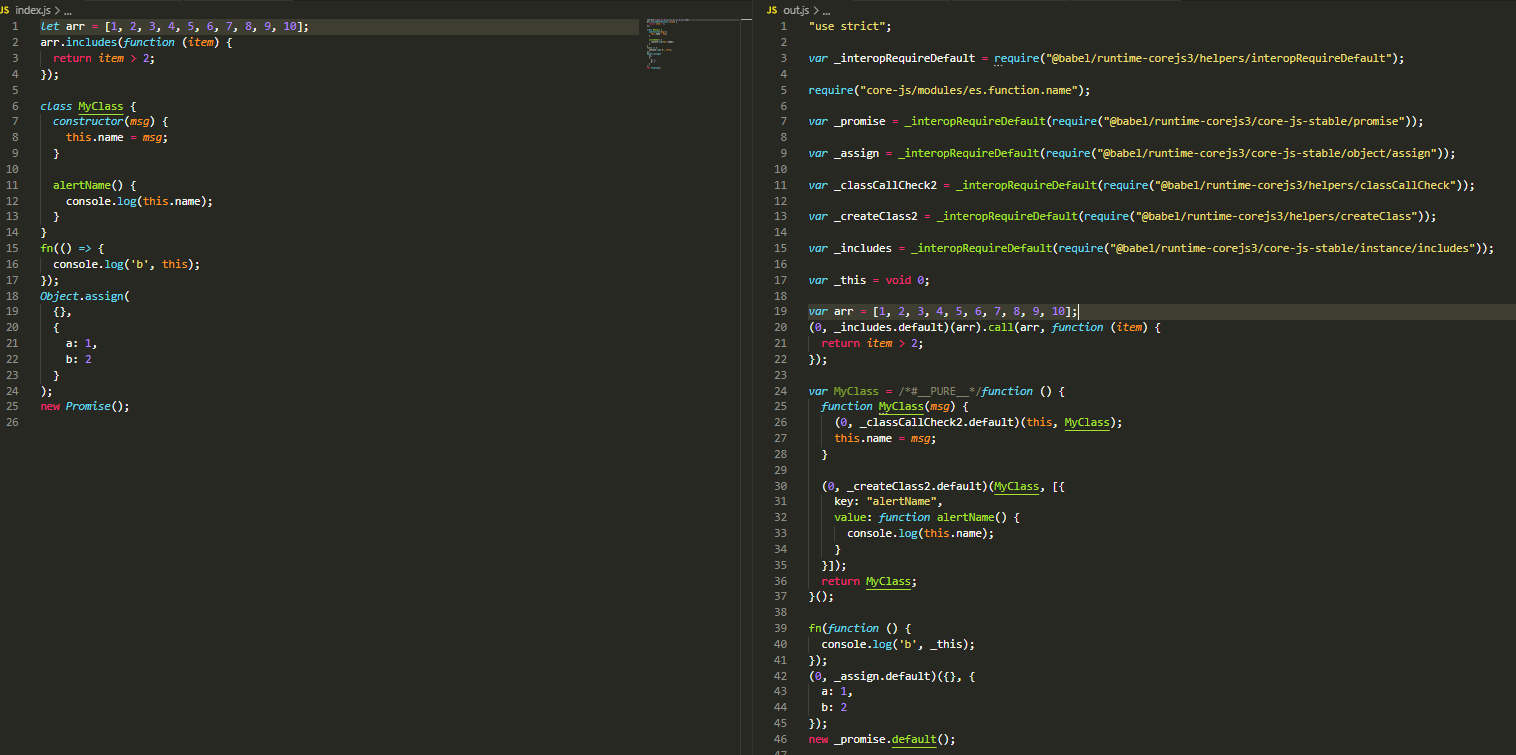 JS index.js > ...
1 let arr = [1, 2, 3, 4, 5, 6, 7, 8, 9, 10];
2 arr.includes(function (item) {
3   return item > 2;
4 });
5
6 class MyClass {
7   constructor(msg) {
8     this.name = msg;
9   }
10
11   alertName() {
12     console.log(this.name);
13   }
14 }
15 fn(() => {
16   console.log('b', this);
17 });
18 Object.assign(
19   {},
20   {
21     a: 1,
22     b: 2
23   }
24 );
25 new Promise();
26
JS out.js > ...
1 "use strict";
2
3 var _interopRequireDefault = require("@babel/runtime-corejs3/helpers/interopRequireDefault");
4
5 require("core-js/modules/es.function.name");
6
7 var _promise = _interopRequireDefault(require("@babel/runtime-corejs3/core-js-stable/promise"));
8
9 var _assign = _interopRequireDefault(require("@babel/runtime-corejs3/core-js-stable/object/assign"));
10
11 var _classCallCheck2 = _interopRequireDefault(require("@babel/runtime-corejs3/helpers/classCallCheck"));
12
13 var _createClass2 = _interopRequireDefault(require("@babel/runtime-corejs3/helpers/createClass"));
14
15 var _includes = _interopRequireDefault(require("@babel/runtime-corejs3/core-js-stable/instance/includes"));
16
17 var _this = void 0;
18
19 var arr = [1, 2, 3, 4, 5, 6, 7, 8, 9, 10];
20 (0, _includes.default)(arr).call(arr, function (item) {
21   return item > 2;
22 });
23
24 var MyClass = /*#__PURE__*/function () {
25   function MyClass(msg) {
26     (0, _classCallCheck2.default)(this, MyClass);
27     this.name = msg;
28   }
29
30   (0, _createClass2.default)(MyClass, [{
31     key: "alertName",
32     value: function alertName() {
33       console.log(this.name);
34     }
35   }]);
36   return MyClass;
37 }();
38
39 fn(function () {
40   console.log('b', _this);
41 });
42 (0, _assign.default)({}, {
43   a: 1,
44   b: 2
45 });
46 new _promise.default();
47